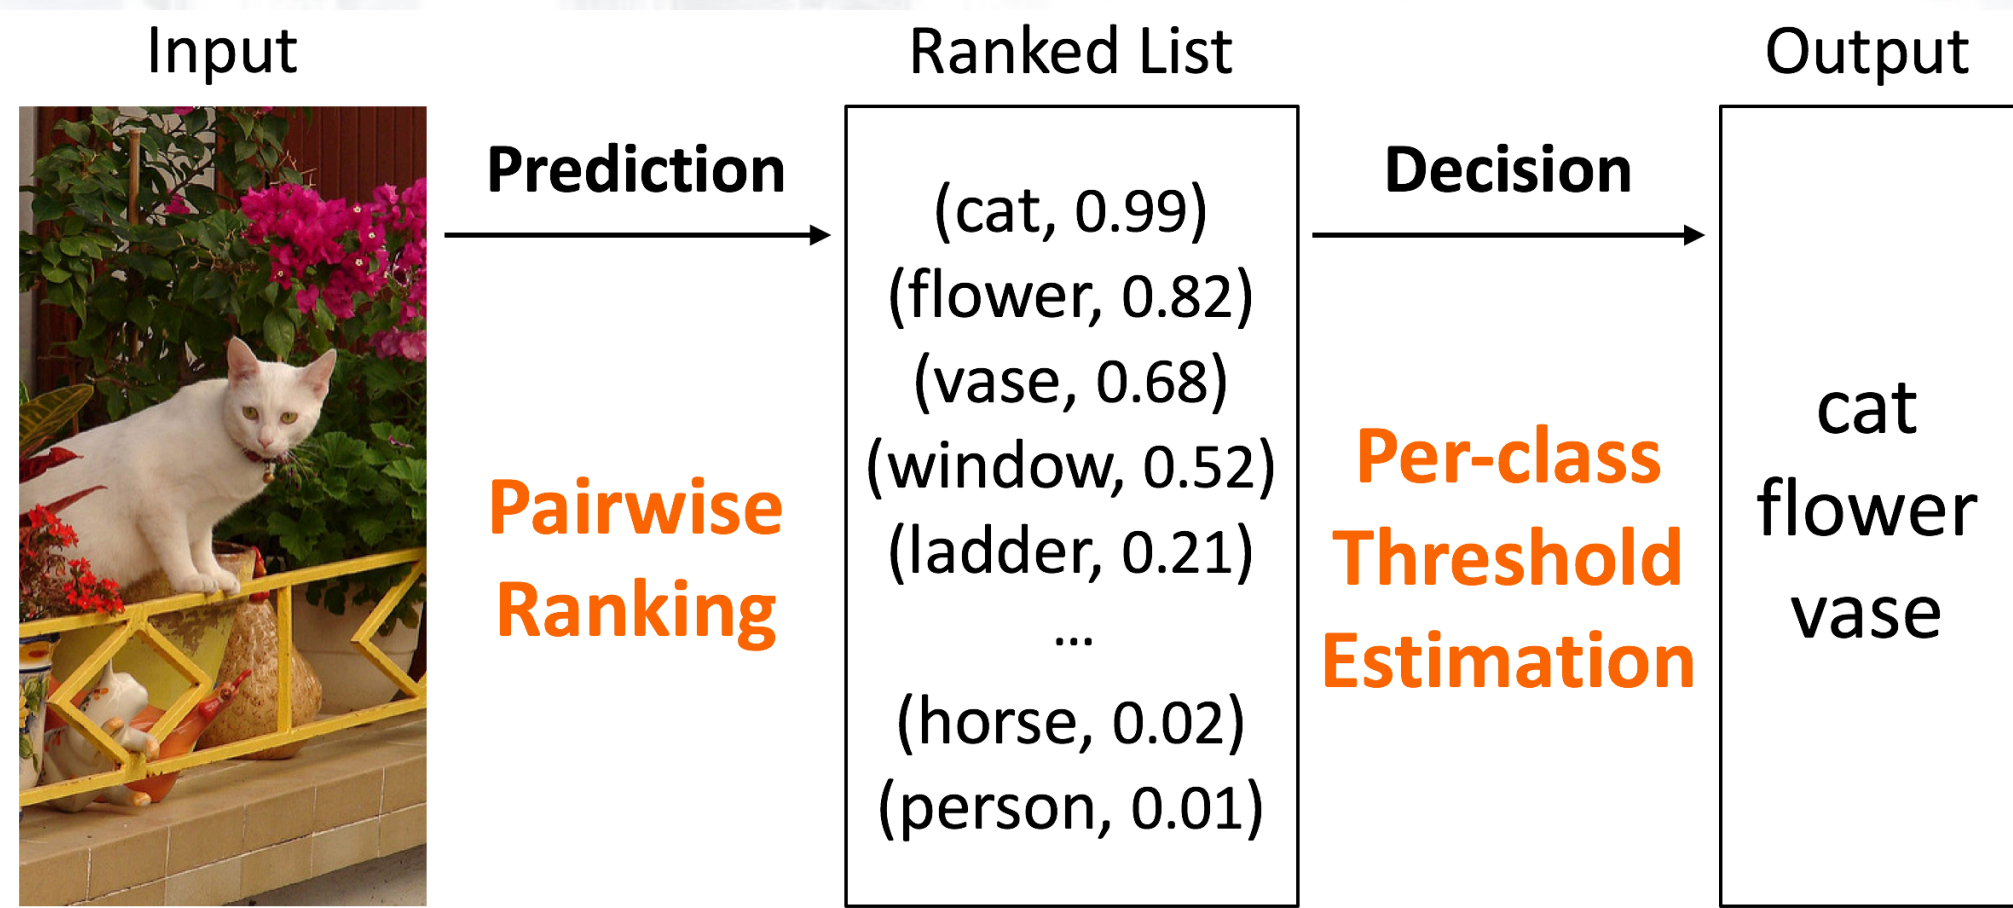 Input
Prediction
Pairwise
Ranking
Ranked List
(cat, 0.99)
(flower, 0.82)
(vase, 0.68)
(window, 0.52)
(ladder, 0.21)
...
(horse, 0.02)
(person, 0.01)
Decision
Per-class
Threshold
Estimation
Output
cat
flower
vase